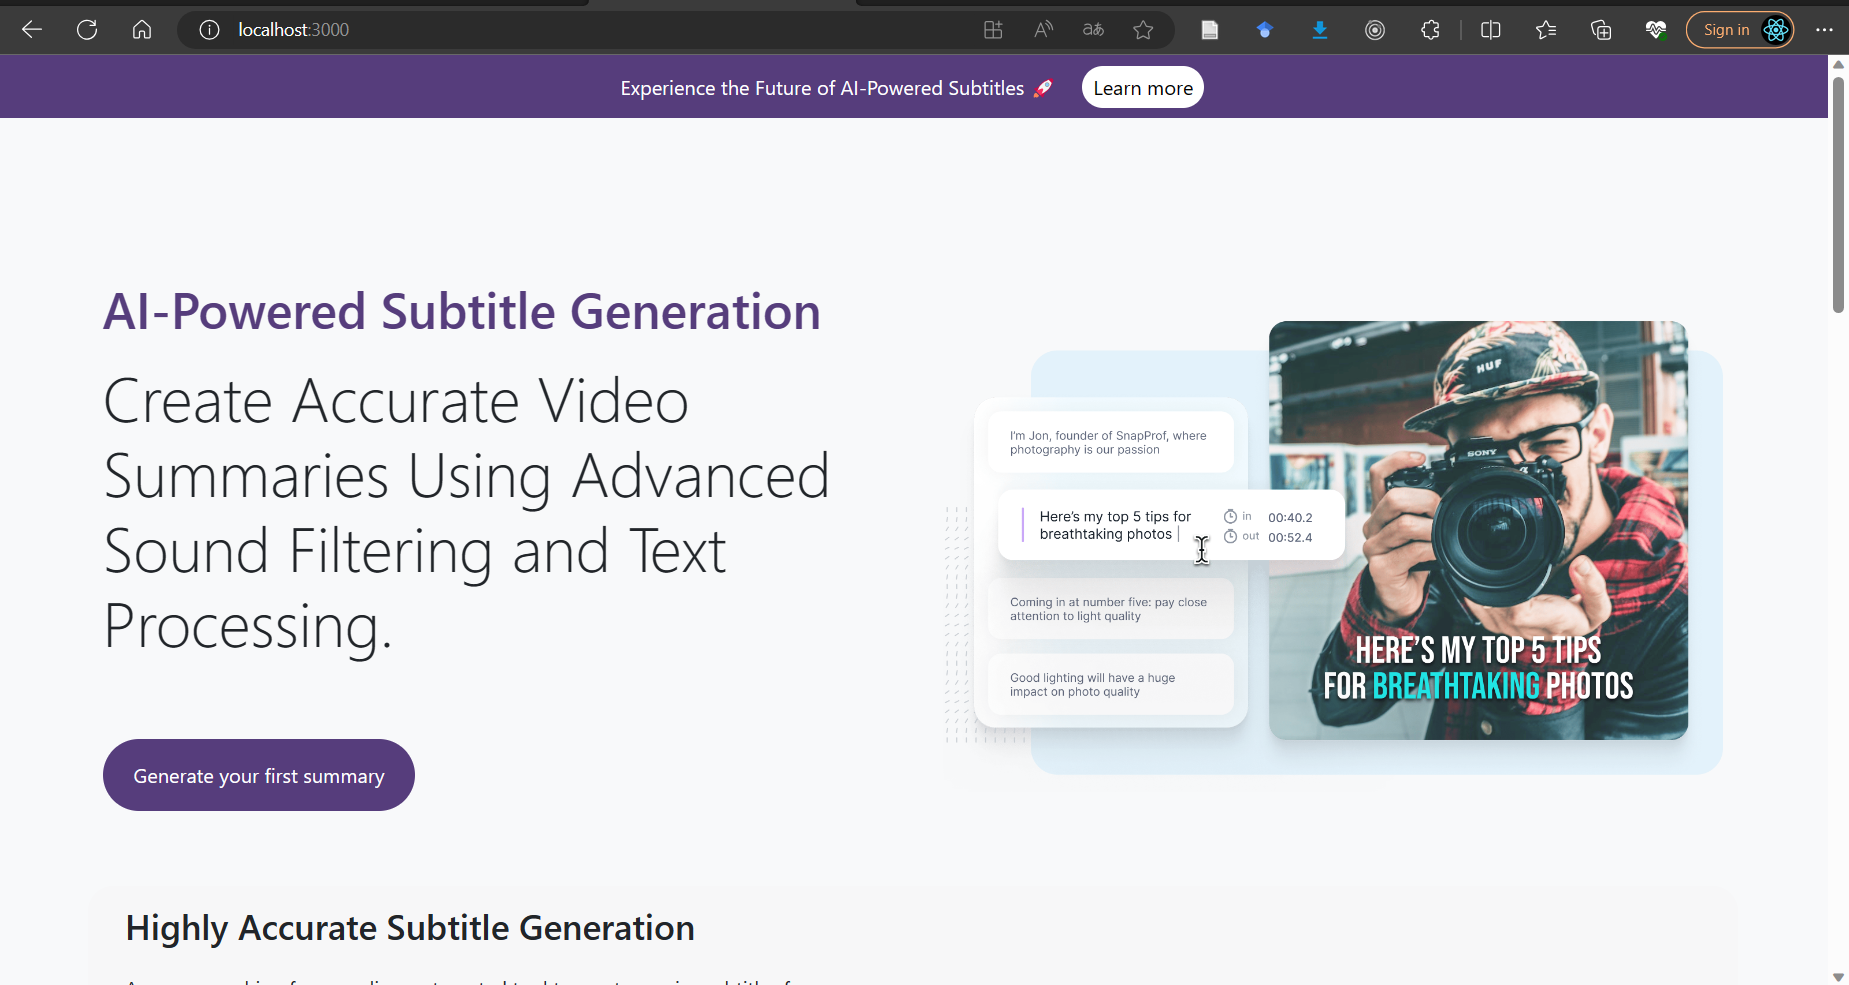 localhost:3000
Sign in
Experience the Future of AI-Powered Subtitles 🚀 Learn more
AI-Powered Subtitle Generation
Create Accurate Video
Summaries Using Advanced
Sound Filtering and Text
Processing.
Generate your first summary
I'm Jon, founder of SnapProf, where
photography is our passion
Here's my top 5 tips for
breathtaking photos
in 00:40.2
out 00:52.4
Coming in at number five: pay close
attention to light quality
Good lighting will have a huge
impact on photo quality
HUF
SONY
HERE'S MY TOP 5 TIPS
FOR BREATHTAKING PHOTOS
Highly Accurate Subtitle Generation